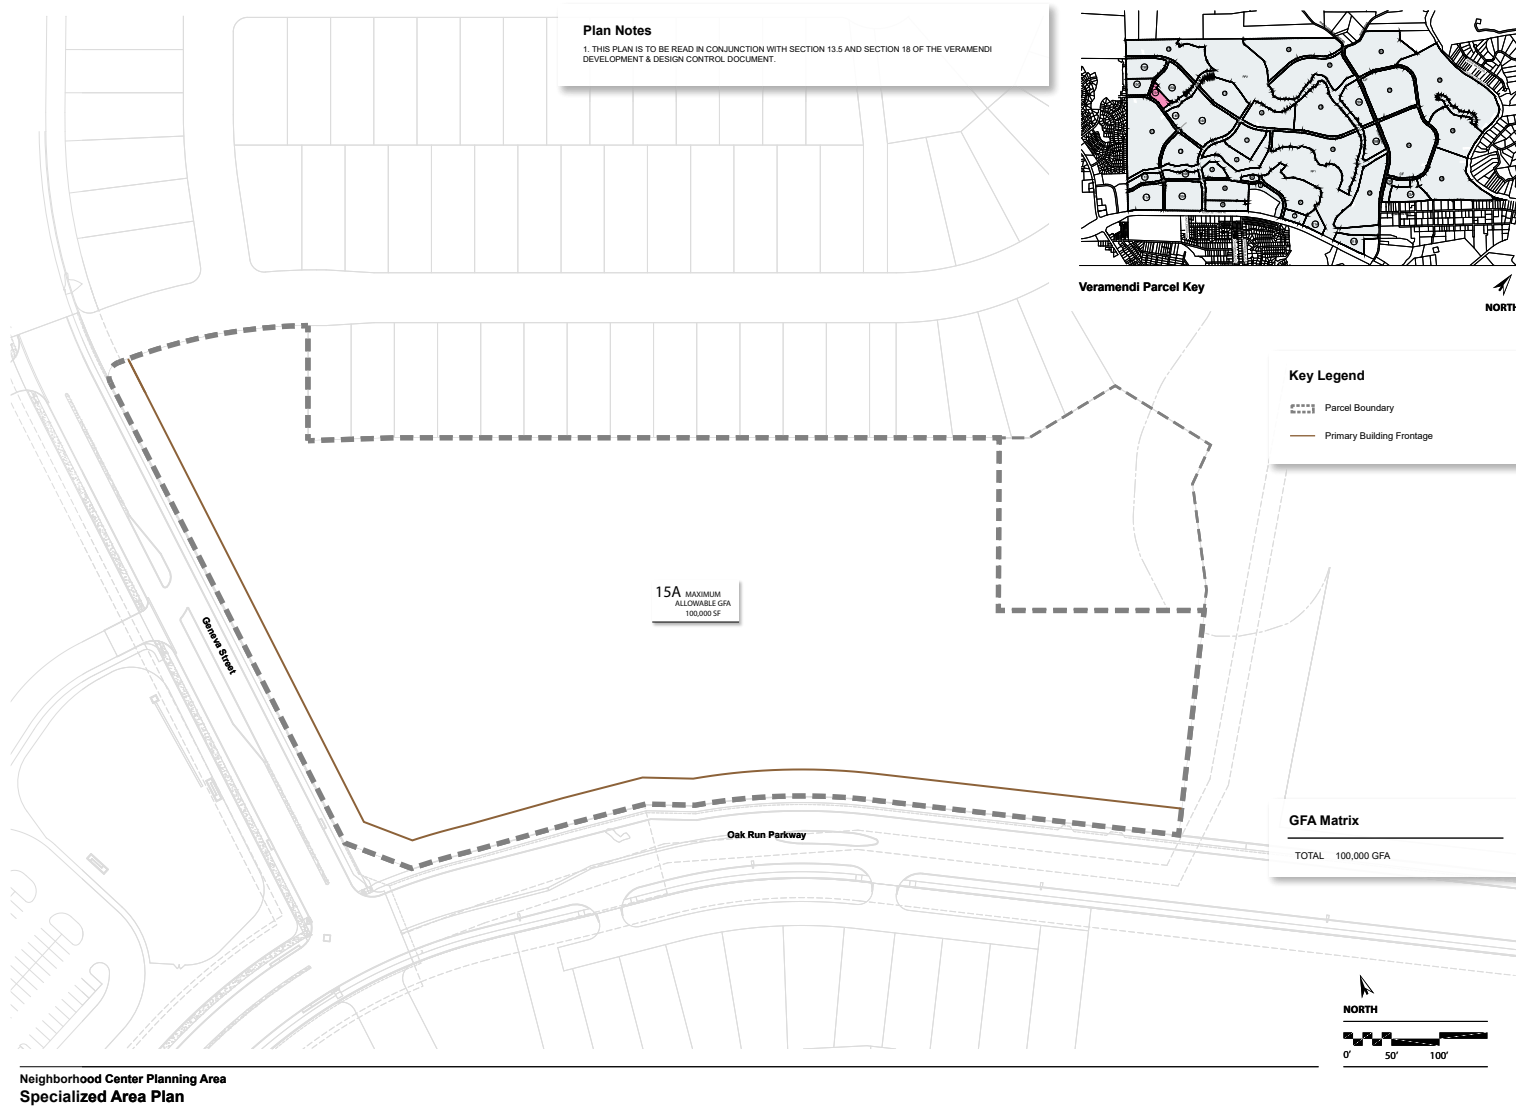 Plan Notes
1. THIS PLAN IS TO BE READ IN CONJUNCTION WITH SECTION 13.5 AND SECTION 18 OF THE VERAMENDI
DEVELOPMENT & DESIGN CONTROL DOCUMENT.
Veramendi Parcel Key
NORTH
Key Legend
Parcel Boundary
Primary Building Frontage
15A MAXIMUM
ALLOWABLE GFA
100,000 SF
Geneva Street
Oak Run Parkway
GFA Matrix
TOTAL 100,000 GFA
NORTH
0' 50' 100'
Neighborhood Center Planning Area
Specialized Area Plan